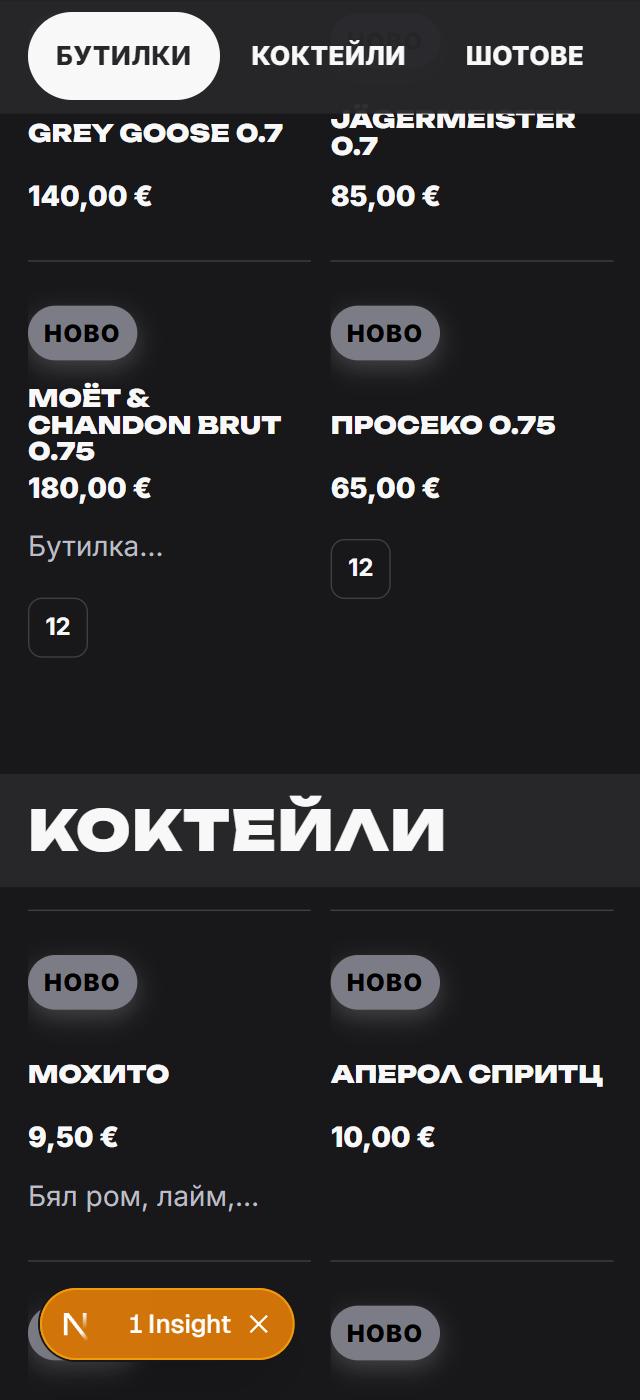 БУТИЛКИ КОКТЕЙЛИ ШОТОВЕ
GREY GOOSE 0.7
140,00 €
JÄGERMEISTER
0.7
85,00 €
НОВО
MOËT &
CHANDON BRUT
0.75
180,00 €
Бутилка...
12
НОВО
ПРОСЕКО 0.75
65,00 €
12
КОКТЕЙЛИ
НОВО
МОХИТО
9,50 €
Бял ром, лайм,...
НОВО
АПЕРОЛ СПРИТЦ
10,00 €
N 1 Insight ×
НОВО